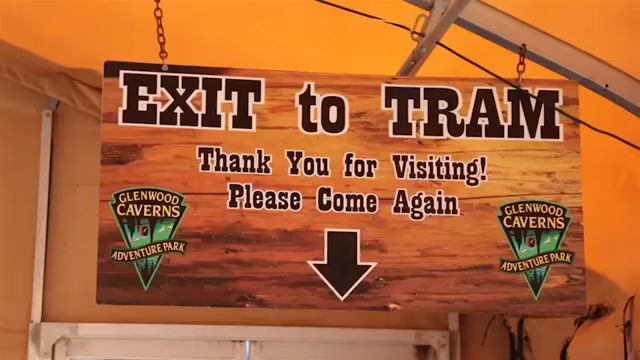 EXIT to TRAM
Thank You for Visiting!
Please Come Again
GLENWOOD
CAVERNS
ADVENTURE PARK
GLENWOOD
CAVERNS
ADVENTURE PARK